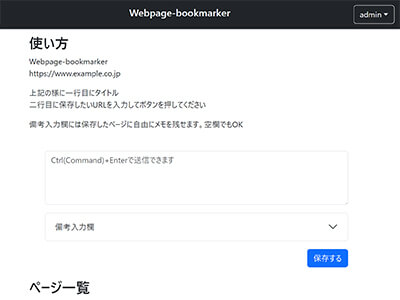 Webpage-bookmarker
admin
使い方
Webpage-bookmarker
https://www.example.co.jp
上記の様に一行目にタイトル
二行目に保存したいURLを入力してボタンを押してください
備考入力欄には保存したページに自由にメモを残せます。空欄でもOK
Ctrl(Command)+Enterで送信できます
備考入力欄
保存する
ページ一覧